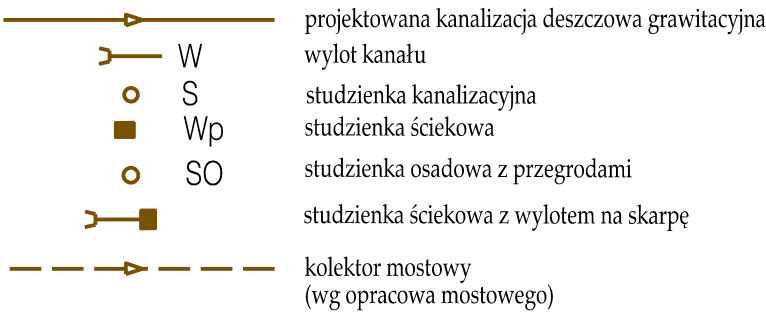 projektowana kanalizacja deszczowa grawitacyjna
W wylot kanału
S studzienka kanalizacyjna
Wp studzienka ściekowa
SO studzienka osadowa z przegrodami
studzienka ściekowa z wylotem na skarpę
kolektor mostowy
(wg opracowa mostowego)